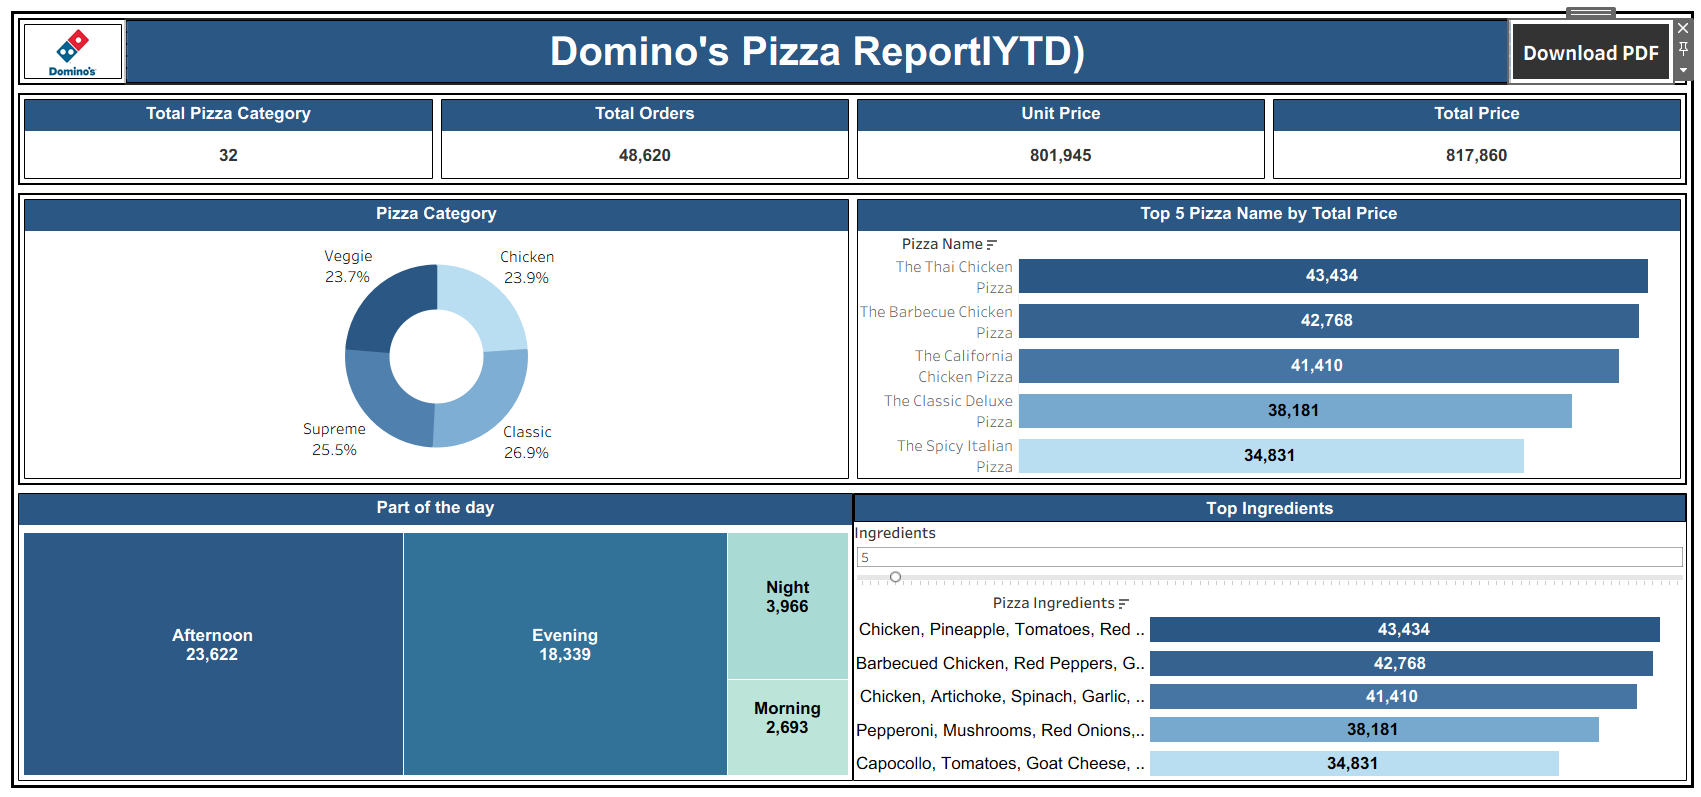 Domino's
Domino's Pizza ReportIYTD)
Download PDF
Total Pizza Category
32
Total Orders
48,620
Unit Price
801,945
Total Price
817,860
Pizza Category
Veggie
23.7%
Chicken
23.9%
Supreme
25.5%
Classic
26.9%
Top 5 Pizza Name by Total Price
Pizza Name
The Thai Chicken
Pizza
43,434
The Barbecue Chicken
Pizza
42,768
The California
Chicken Pizza
41,410
The Classic Deluxe
Pizza
38,181
The Spicy Italian
Pizza
34,831
Part of the day
Afternoon
23,622
Evening
18,339
Night
3,966
Morning
2,693
Top Ingredients
Ingredients
5
Pizza Ingredients
Chicken, Pineapple, Tomatoes, Red ..
43,434
Barbecued Chicken, Red Peppers, G..
42,768
Chicken, Artichoke, Spinach, Garlic, ..
41,410
Pepperoni, Mushrooms, Red Onions,..
38,181
Capocollo, Tomatoes, Goat Cheese, ..
34,831